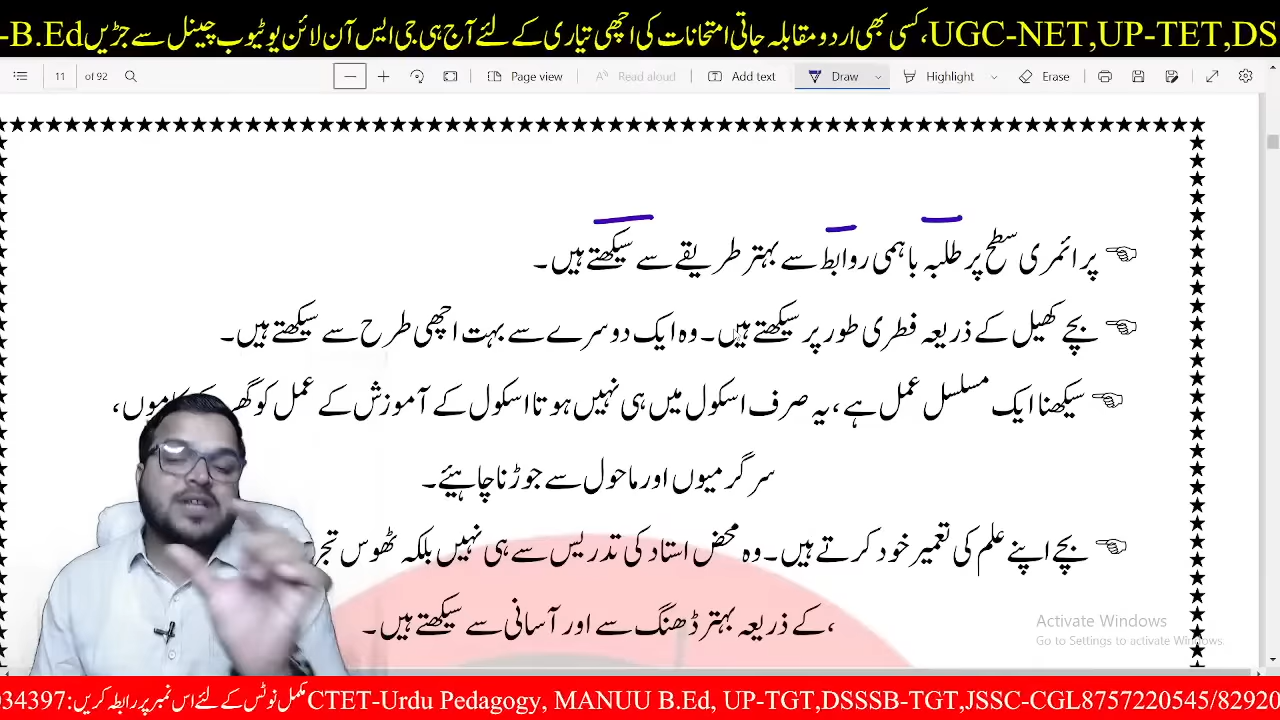 UGC-NET,UP-TET,DS ،کسی بھی اردو مقابلہ جاتی امتحانات کی اچھی تیاری کے لئے آج ہی جی ایس آن لائن یوٹیوب چینل سے جڑیں B.Ed-
11 of 92 Page view Read aloud Add text Draw Highlight Erase
پرائمری سطح پر طلبہ باہمی روابط سے بہتر طریقے سے سیکھتے ہیں۔
بچے کھیل کے ذریعہ فطری طور پر سیکھتے ہیں۔ وہ ایک دوسرے سے بہت اچھی طرح سے سیکھتے ہیں۔
سیکھنا ایک مسلسل عمل ہے ،یہ صرف اسکول میں ہی نہیں ہوتا اسکول کے آموزش کے عمل کو
سرگرمیوں اور ماحول سے جوڑنا چاہیئے۔
بچے اپنے علم کی تعمیر خود کرتے ہیں۔ وہ محض استاد کی تدریس سے ہی نہیں بلکہ ٹھوس
،کے ذریعہ بہتر ڈھنگ سے اور آسانی سے سیکھتے ہیں۔
Activate Windows
Go to Settings to activate Windows.
034397: مکمل نوٹس کے لئے اس نمبر پر رابطہ کریں CTET-Urdu Pedagogy, MANUU B.Ed, UP-TGT,DSSSB-TGT,JSSC-CGL8757220545/82920